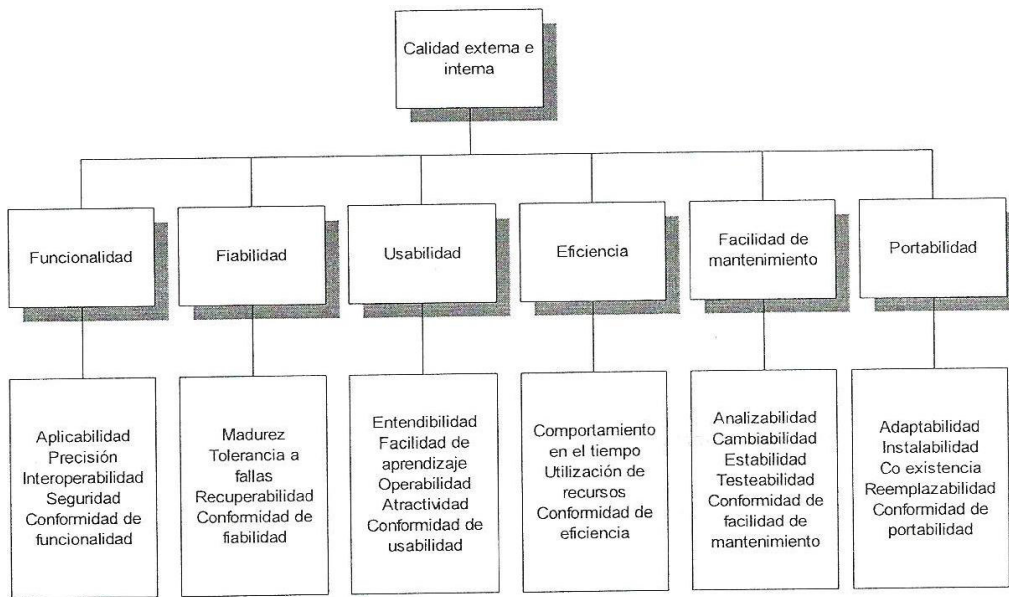 Calidad externa e
interna
Funcionalidad
Fiabilidad
Usabilidad
Eficiencia
Facilidad de
mantenimiento
Portabilidad
Aplicabilidad
Precisión
Interoperabilidad
Seguridad
Conformidad de
funcionalidad
Madurez
Tolerancia a
fallas
Recuperabilidad
Conformidad de
fiabilidad
Entendibilidad
Facilidad de
aprendizaje
Operabilidad
Atractividad
Conformidad de
usabilidad
Comportamiento
en el tiempo
Utilización de
recursos
Conformidad de
eficiencia
Analizabilidad
Cambiabilidad
Estabilidad
Testeabilidad
Conformidad de
facilidad de
mantenimiento
Adaptabilidad
Instalabilidad
Co existencia
Reemplazabilidad
Conformidad de
portabilidad